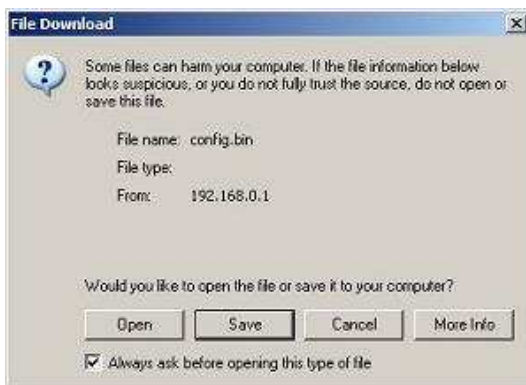 File Download
Some files can harm your computer. If the file information below
looks suspicious, or you do not fully trust the source, do not open or
save this file.
File name: config.bin
File type:
From: 192.168.0.1
Would you like to open the file or save it to your computer?
Open Save Cancel More Info
Always ask before opening this type of file